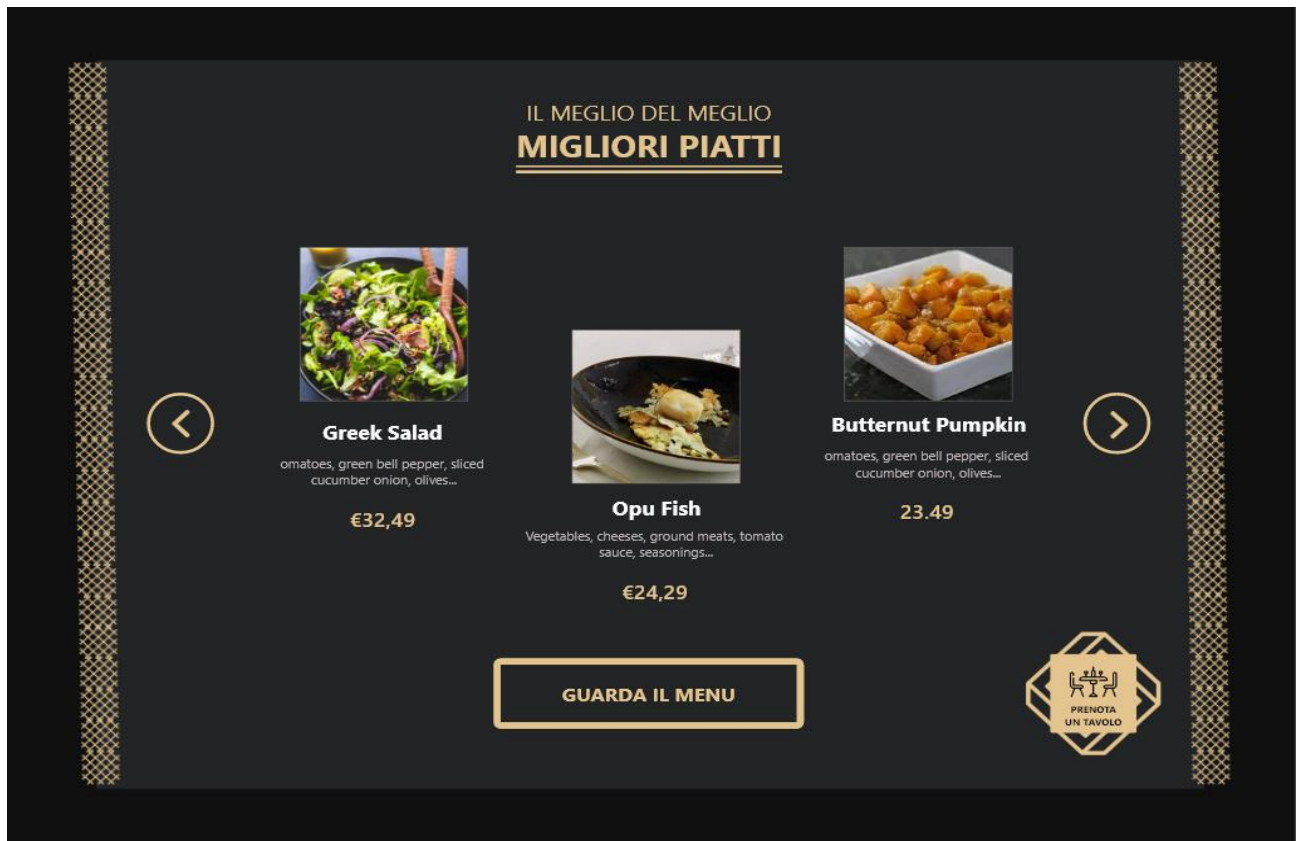 IL MEGLIO DEL MEGLIO
MIGLIORI PIATTI
Greek Salad
omatoes, green bell pepper, sliced
cucumber onion, olives...
€32,49
Opu Fish
Vegetables, cheeses, ground meats, tomato
sauce, seasonings...
€24,29
Butternut Pumpkin
omatoes, green bell pepper, sliced
cucumber onion, olives...
23.49
GUARDA IL MENU
PRENOTA
UN TAVOLO